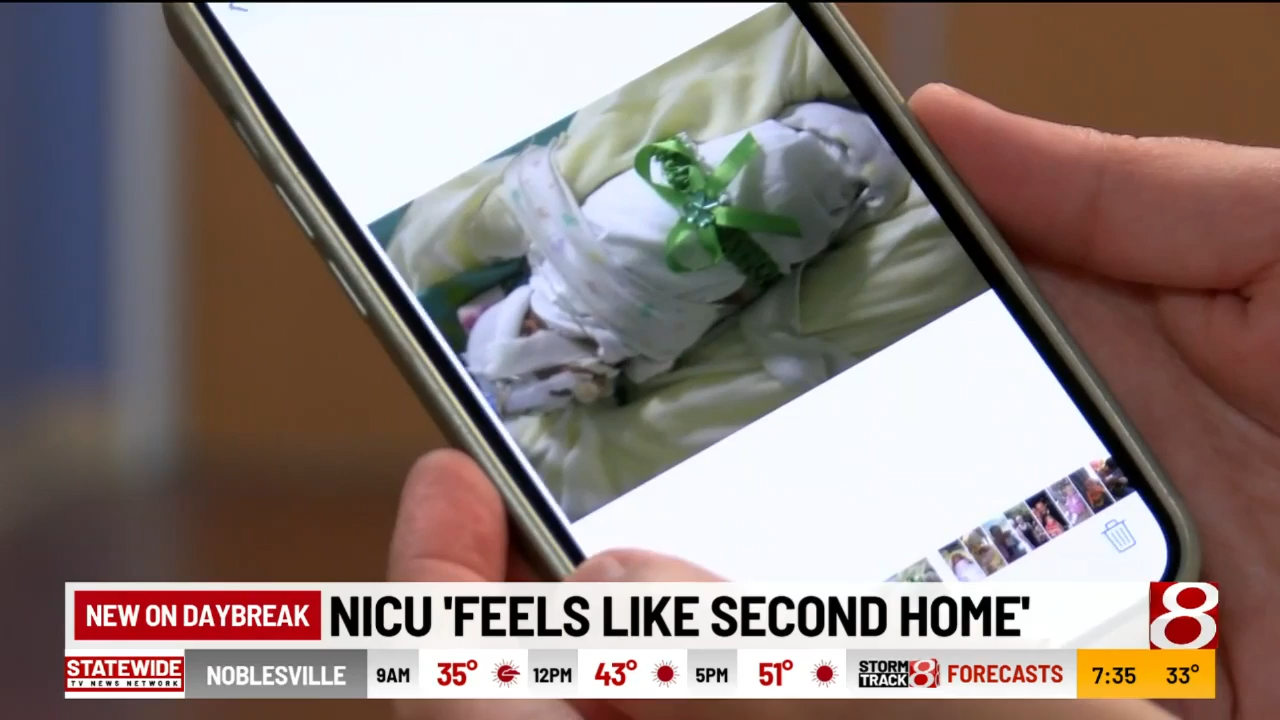 NEW ON DAYBREAK
NICU 'FEELS LIKE SECOND HOME'
8
STATEWIDE
TV NEWS NETWORK
NOBLESVILLE
9AM 35° 12PM 43° 5PM 51°
STORM
TRACK 8
FORECASTS
7:35 33°